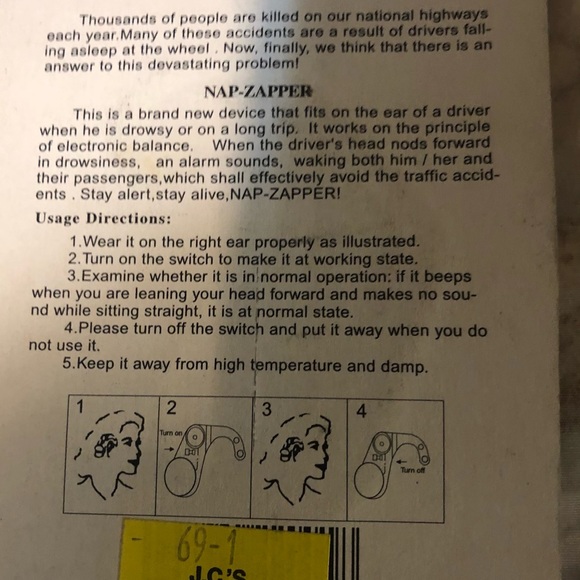 Thousands of people are killed on our national highways
each year.Many of these accidents are a result of drivers fall-
ing asleep at the wheel . Now, finally, we think that there is an
answer to this devastating problem!
NAP-ZAPPER
This is a brand new device that fits on the ear of a driver
when he is drowsy or on a long trip. It works on the principle
of electronic balance. When the driver's head nods forward
in drowsiness, an alarm sounds, waking both him / her and
their passengers,which shall effectively avoid the traffic accid-
ents . Stay alert,stay alive,NAP-ZAPPER!
Usage Directions:
1.Wear it on the right ear properly as illustrated.
2.Turn on the switch to make it at working state.
3.Examine whether it is in normal operation: if it beeps
when you are leaning your head forward and makes no sou-
nd while sitting straight, it is at normal state.
4.Please turn off the switch and put it away when you do
not use it.
5.Keep it away from high temperature and damp.
1 2 3 4
Turn on
Turn off
- 69-1
J.C'S